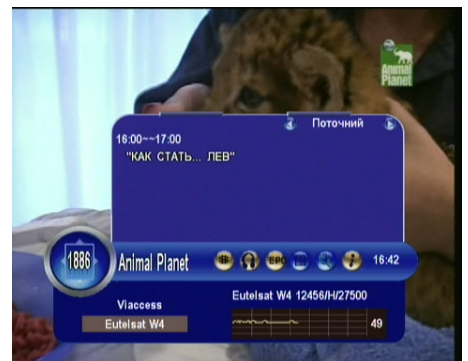 Animal
Planet
Поточний
16:00~~17:00
"КАК СТАТЬ... ЛЕВ"
1886
Animal Planet
$
EPG
i
16:42
Viaccess
Eutelsat W4 12456/H/27500
Eutelsat W4
49